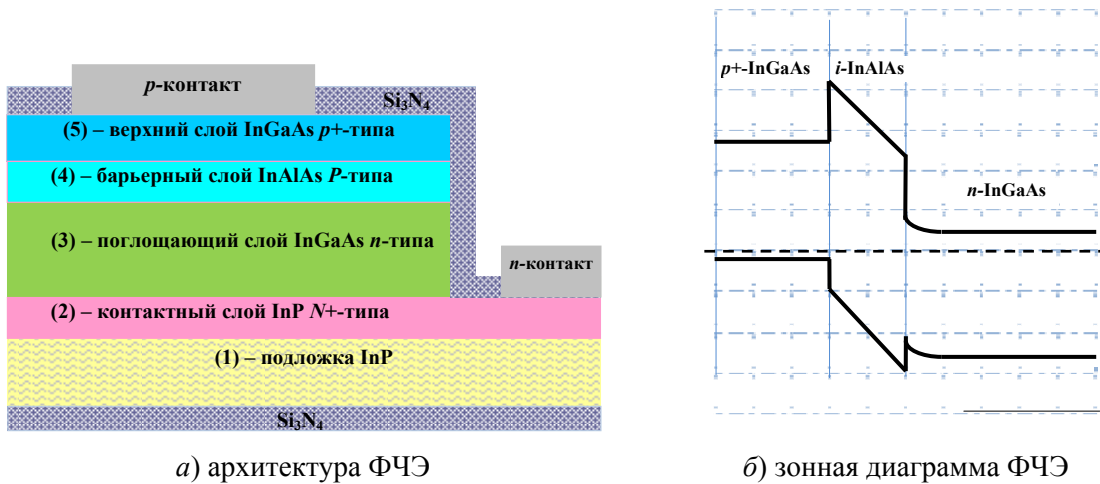 p-контакт
Si₃N₄
(5) – верхний слой InGaAs p+-типа
(4) – барьерный слой InAlAs P-типа
(3) – поглощающий слой InGaAs n-типа
n-контакт
(2) – контактный слой InP N+-типа
(1) – подложка InP
Si₃N₄
а) архитектура ФЧЭ
p+-InGaAs
i-InAlAs
n-InGaAs
б) зонная диаграмма ФЧЭ